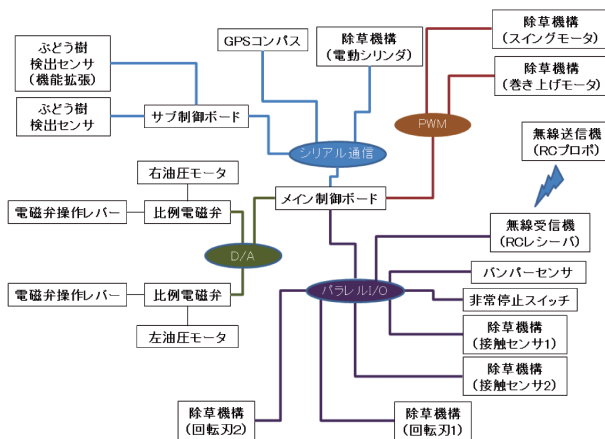 ぶどう樹
検出センサ
(機能拡張)
GPSコンパス
除草機構
(電動シリンダ)
除草機構
(スイングモータ)
除草機構
(巻き上げモータ)
ぶどう樹
検出センサ
サブ制御ボード
シリアル通信
PWM
無線送信機
(RCプロポ)
右油圧モータ
メイン制御ボード
電磁弁操作レバー
比例電磁弁
無線受信機
(RCレシーバ)
D/A
バンパーセンサ
電磁弁操作レバー
比例電磁弁
パラレルI/O
非常停止スイッチ
左油圧モータ
除草機構
(接触センサ1)
除草機構
(接触センサ2)
除草機構
(回転刃2)
除草機構
(回転刃1)